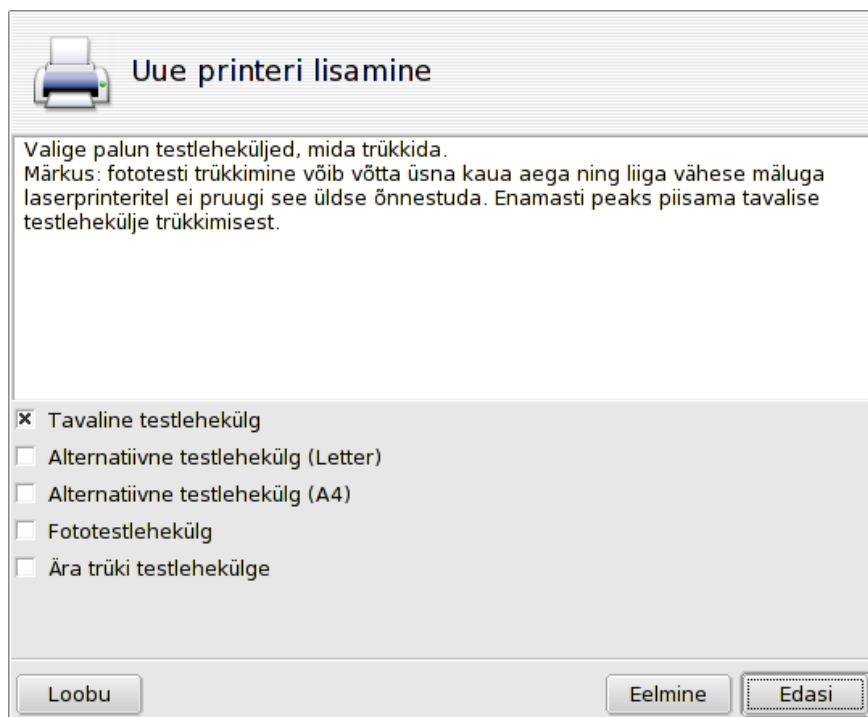 Uue printeri lisamine
Valige palun testleheküljed, mida trükkida.
Märkus: fototesti trükkimine võib võtta üsna kaua aega ning liiga vähese mäluga
laserprinteritel ei pruugi see üldse õnnestuda. Enamasti peaks piisama tavalise
testlehekülje trükkimisest.
Tavaline testlehekülg
Alternatiivne testlehekülg (Letter)
Alternatiivne testlehekülg (A4)
Fototestlehekülg
Ära trüki testlehekülge
Loobu
Eelmine
Edasi